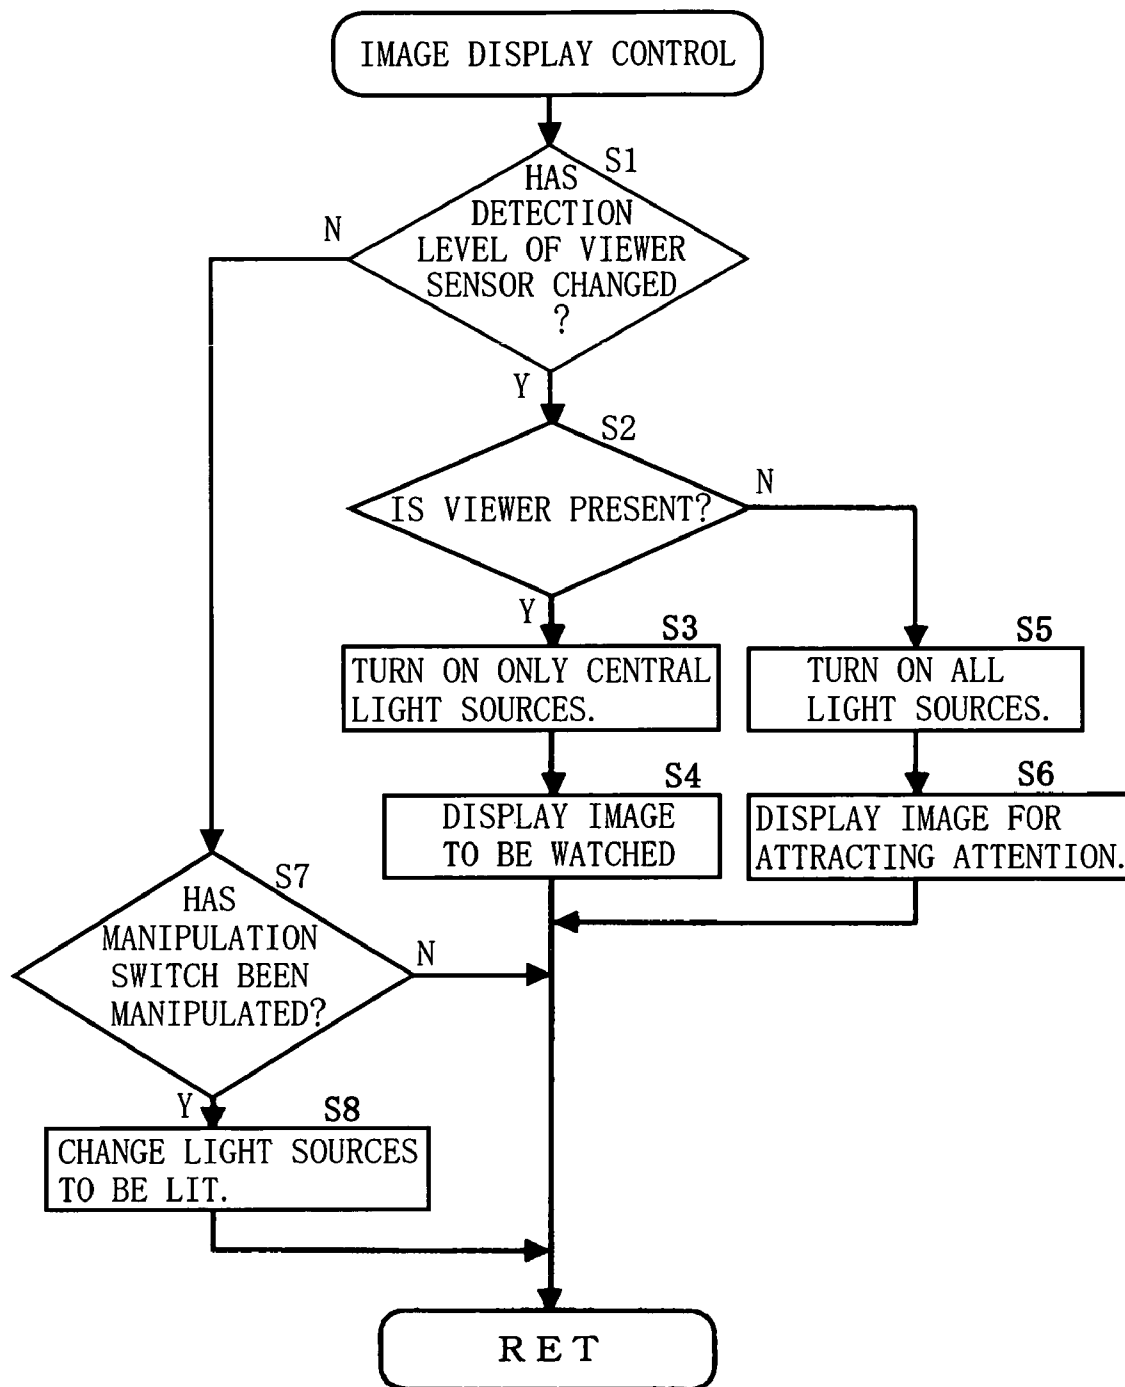 IMAGE DISPLAY CONTROL
S1
HAS
DETECTION
LEVEL OF VIEWER
SENSOR CHANGED
?
N
Y
S2
IS VIEWER PRESENT?
N
Y
S3
TURN ON ONLY CENTRAL
LIGHT SOURCES.
S5
TURN ON ALL
LIGHT SOURCES.
S4
DISPLAY IMAGE
TO BE WATCHED
S6
DISPLAY IMAGE FOR
ATTRACTING ATTENTION.
S7
HAS
MANIPULATION
SWITCH BEEN
MANIPULATED?
N
Y
S8
CHANGE LIGHT SOURCES
TO BE LIT.
RET